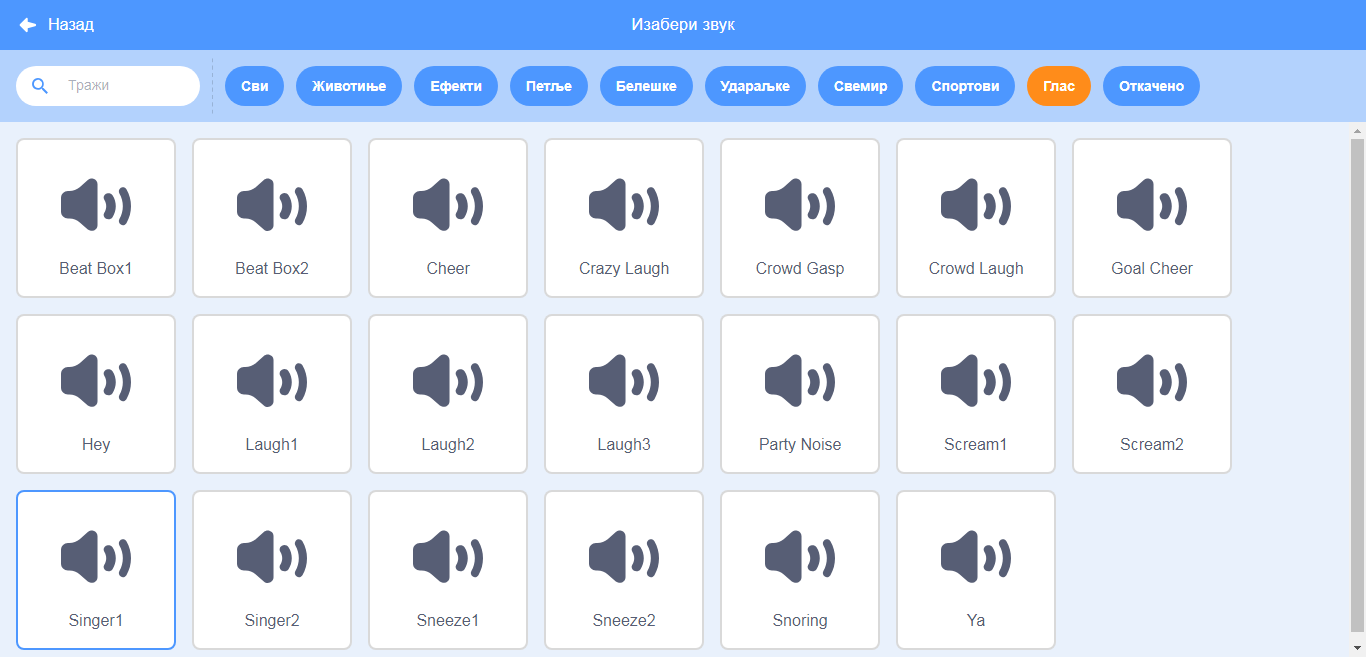 Назад
Изабери звук
Тражи
Сви Животиње Ефекти Петље Белешке Удараљке Свемир Спортови Глас Откачено
Beat Box1 Beat Box2 Cheer Crazy Laugh Crowd Gasp Crowd Laugh Goal Cheer
Hey Laugh1 Laugh2 Laugh3 Party Noise Scream1 Scream2
Singer1 Singer2 Sneeze1 Sneeze2 Snoring Ya